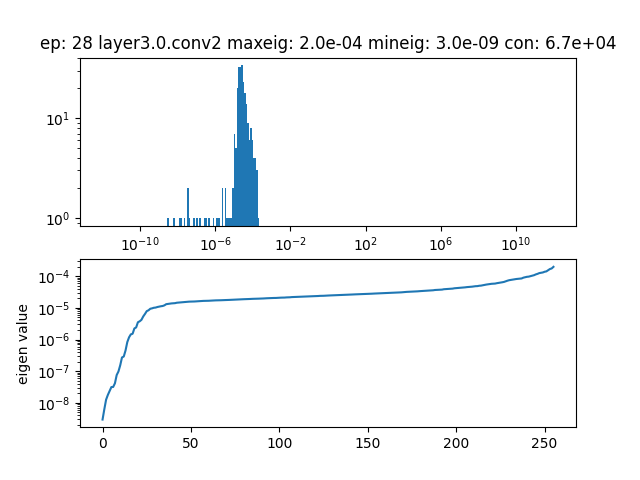 ep: 28 layer3.0.conv2 maxeig: 2.0e-04 mineig: 3.0e-09 con: 6.7e+04
10¹
10⁰
10⁻¹⁰ 10⁻⁶ 10⁻² 10² 10⁶ 10¹⁰
10⁻⁴
10⁻⁵
10⁻⁶
10⁻⁷
10⁻⁸
eigen value
0 50 100 150 200 250